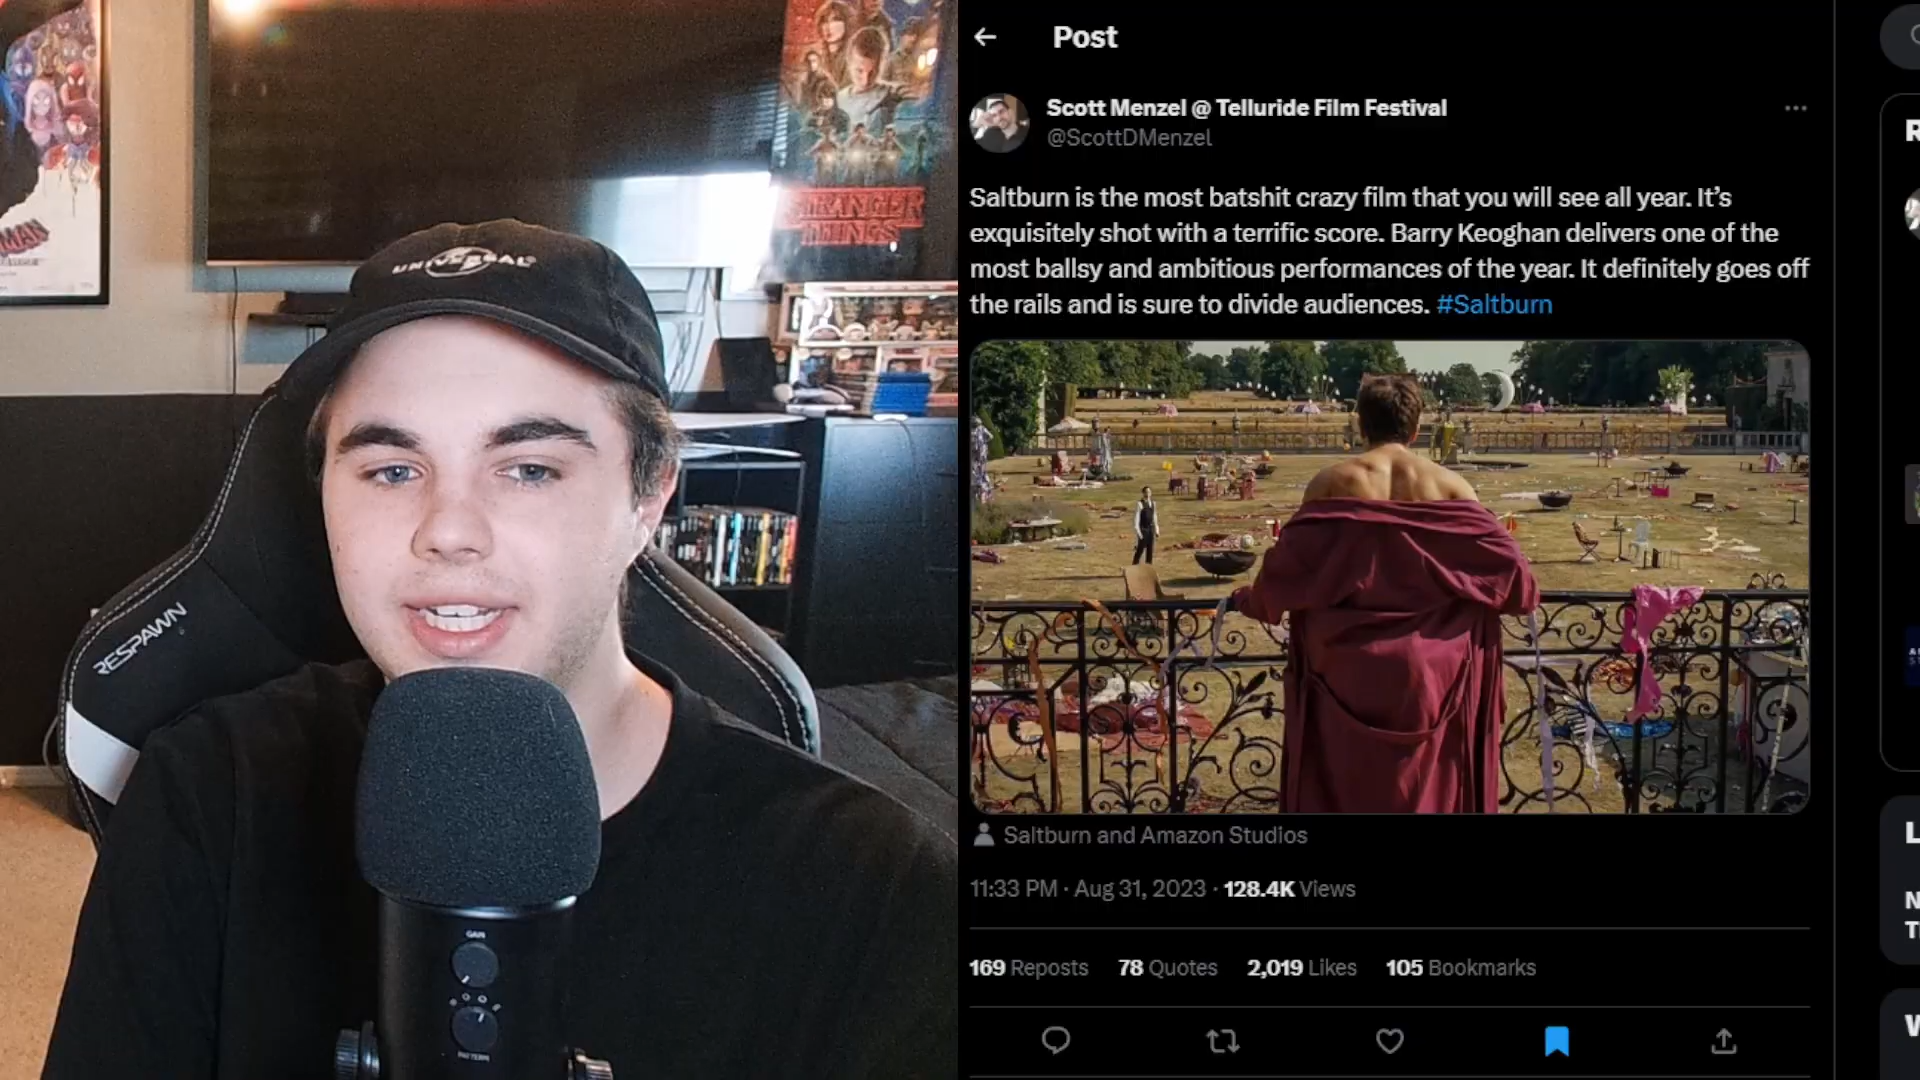 Post
Scott Menzel @ Telluride Film Festival
@ScottDMenzel
Saltburn is the most batshit crazy film that you will see all year. It’s
exquisitely shot with a terrific score. Barry Keoghan delivers one of the
most ballsy and ambitious performances of the year. It definitely goes off
the rails and is sure to divide audiences. #Saltburn
Saltburn and Amazon Studios
11:33 PM · Aug 31, 2023 · 128.4K Views
169 Reposts 78 Quotes 2,019 Likes 105 Bookmarks
UNIVERSAL
STRANGER
THINGS
RESPAWN
GAIN
PATTERN